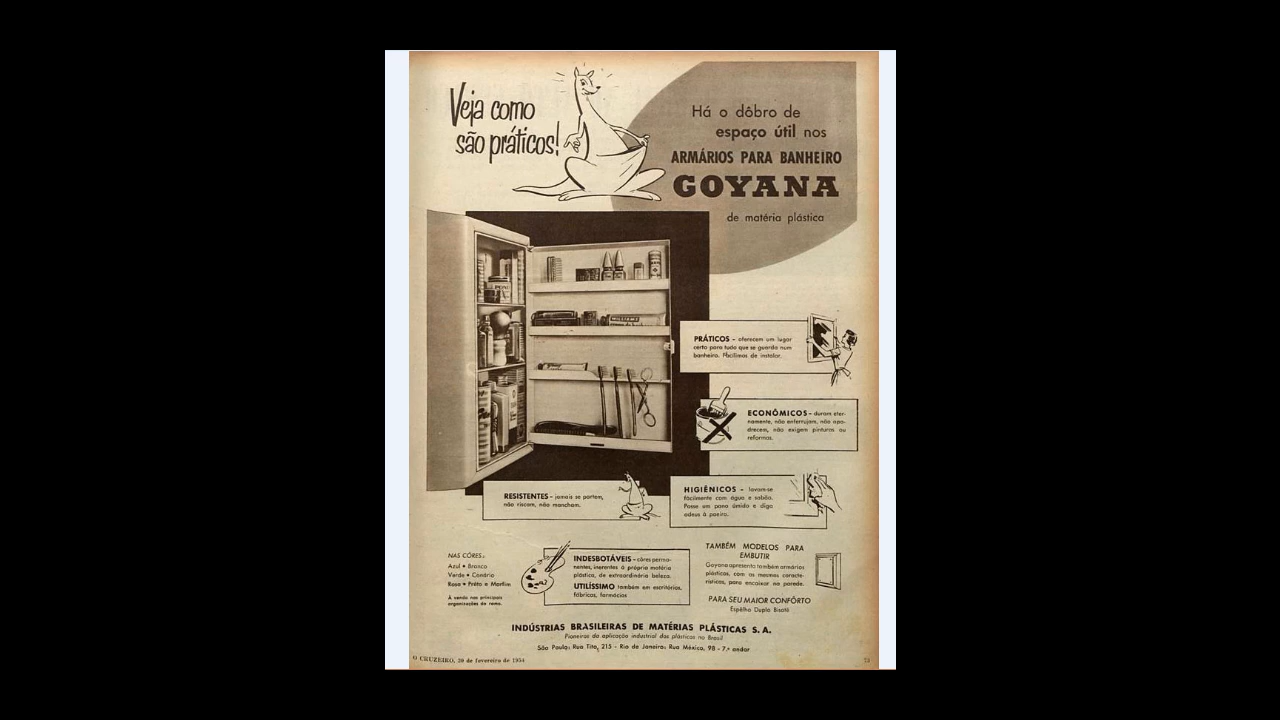 Veja como
são práticos!
Há o dôbro de
espaço útil nos
ARMÁRIOS PARA BANHEIRO
GOYANA
de matéria plástica
PRÁTICOS - oferecem um lugar
certo para tudo que se guarda num
banheiro. Facílimos de instalar.
ECONÔMICOS - duram eter-
namente, não enferrujam, não apo-
drecem, não exigem pinturas ou
reformas.
RESISTENTES - jamais se partem,
não riscam, não mancham.
HIGIÊNICOS - lavam-se
fàcilmente com água e sabão.
Passe um pano úmido e diga
adeus à poeira.
NAS CÔRES:
Azul • Branco
Verde • Canário
Rosa • Prêto e Marfim
À venda nas principais
organizações do ramo.
INDESBOTÁVEIS - côres perma-
nentes, inerentes à própria matéria
plástica, de extraordinária beleza.
UTILÍSSIMO também em escritórios,
fábricas, farmácias
TAMBÉM MODELOS PARA
EMBUTIR
Goyana apresenta também armários
plásticos, com as mesmas caracte-
rísticas, para encaixar na parede.
PARA SEU MAIOR CONFÔRTO
Espêlho Duplo Bisoté
INDÚSTRIAS BRASILEIRAS DE MATÉRIAS PLÁSTICAS S. A.
Pioneiras da aplicação industrial dos plásticos no Brasil
São Paulo: Rua Tito, 215 - Rio de Janeiro: Rua México, 98 - 7.º andar
O CRUZEIRO, 20 de fevereiro de 1954
73